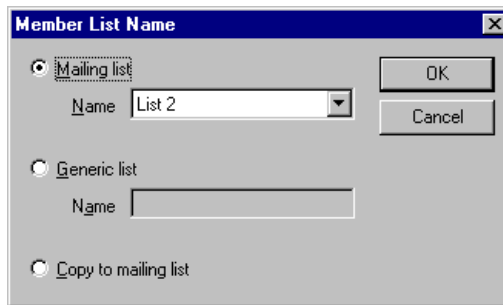 Member List Name
Mailing list
OK
Name List 2
Cancel
Generic list
Name
Copy to mailing list